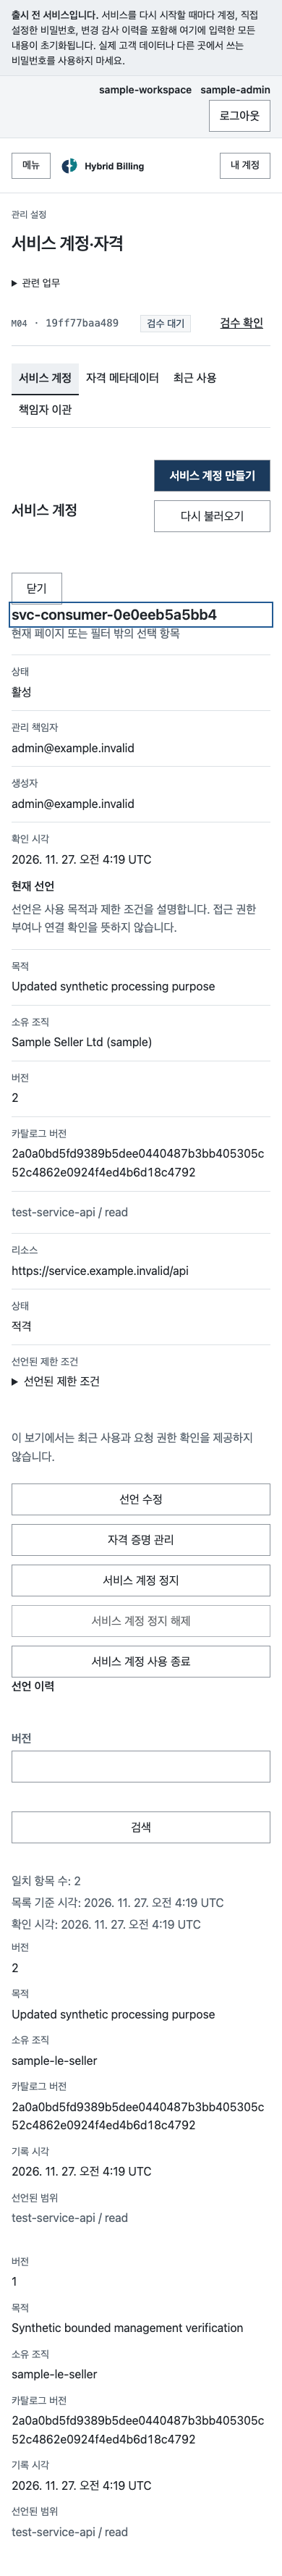 출시 전 서비스입니다. 서비스를 다시 시작할 때마다 계정, 직접
설정한 비밀번호, 변경 감사 이력을 포함해 여기에 입력한 모든
내용이 초기화됩니다. 실제 고객 데이터나 다른 곳에서 쓰는
비밀번호를 사용하지 마세요.
sample-workspace sample-admin
로그아웃
메뉴 Hybrid Billing 내 계정
관리 설정
서비스 계정·자격
▶ 관련 업무
M04 · 19ff77baa489 검수 대기 검수 확인
서비스 계정 자격 메타데이터 최근 사용
책임자 이관
서비스 계정 만들기
서비스 계정 다시 불러오기
닫기
svc-consumer-0e0eeb5a5bb4
현재 페이지 또는 필터 밖의 선택 항목
상태
활성
관리 책임자
admin@example.invalid
생성자
admin@example.invalid
확인 시각
2026. 11. 27. 오전 4:19 UTC
현재 선언
선언은 사용 목적과 제한 조건을 설명합니다. 접근 권한
부여나 연결 확인을 뜻하지 않습니다.
목적
Updated synthetic processing purpose
소유 조직
Sample Seller Ltd (sample)
버전
2
카탈로그 버전
2a0a0bd5fd9389b5dee0440487b3bb405305c
52c4862e0924f4ed4b6d18c4792
test-service-api / read
리소스
https://service.example.invalid/api
상태
적격
선언된 제한 조건
▶ 선언된 제한 조건
이 보기에서는 최근 사용과 요청 권한 확인을 제공하지
않습니다.
선언 수정
자격 증명 관리
서비스 계정 정지
서비스 계정 정지 해제
서비스 계정 사용 종료
선언 이력
버전
검색
일치 항목 수: 2
목록 기준 시각: 2026. 11. 27. 오전 4:19 UTC
확인 시각: 2026. 11. 27. 오전 4:19 UTC
버전
2
목적
Updated synthetic processing purpose
소유 조직
sample-le-seller
카탈로그 버전
2a0a0bd5fd9389b5dee0440487b3bb405305c
52c4862e0924f4ed4b6d18c4792
기록 시각
2026. 11. 27. 오전 4:19 UTC
선언된 범위
test-service-api / read
버전
1
목적
Synthetic bounded management verification
소유 조직
sample-le-seller
카탈로그 버전
2a0a0bd5fd9389b5dee0440487b3bb405305c
52c4862e0924f4ed4b6d18c4792
기록 시각
2026. 11. 27. 오전 4:19 UTC
선언된 범위
test-service-api / read